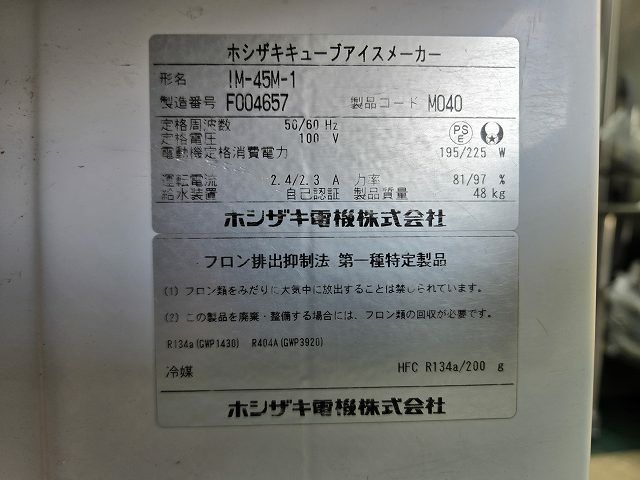 ホシザキキューブアイスメーカー
形名 IM-45M-1
製造番号 F004657 製品コード M040
定格周波数 50/60 Hz
定格電圧 100 V
電動機定格消費電力 195/225 W
運転電流 2.4/2.3 A 力率 81/97 %
給水装置 自己認証 製品質量 48 kg
ホシザキ電機株式会社
フロン排出抑制法 第一種特定製品
(1) フロン類をみだりに大気中に放出することは禁じられています。
(2) この製品を廃棄・整備する場合には、フロン類の回収が必要です。
R134a(GWP1430) R404A(GWP3920)
冷媒 HFC R134a/200 g
ホシザキ電機株式会社